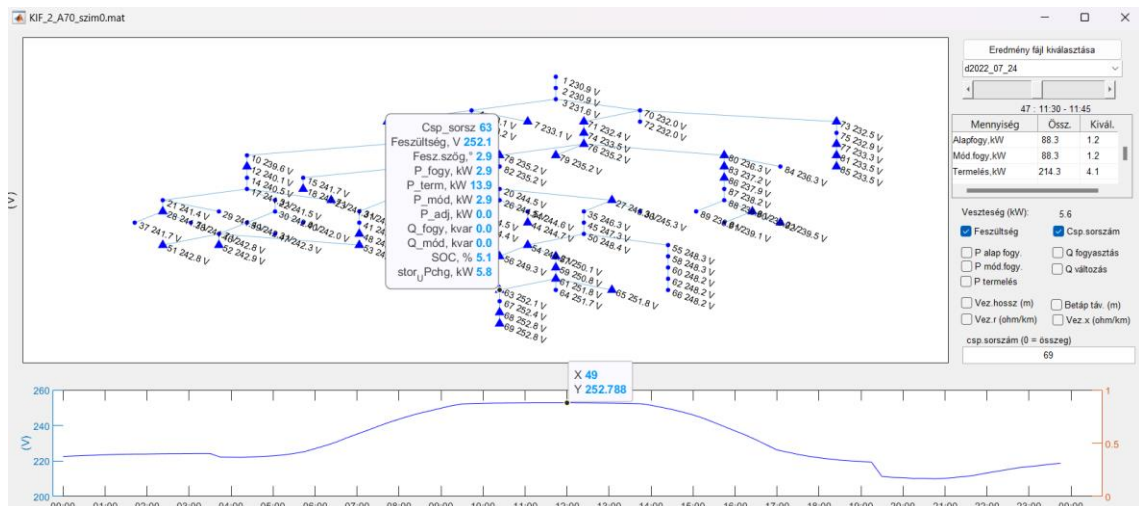 KIF_2_A70_szim0.mat
Eredmény fájl kiválasztása
d2022_07_24
47 : 11:30 - 11:45
Mennyiség Össz. Kivál.
Alapfogy,kW 88.3 1.2
Mód.fogy, kW 88.3 1.2
Termelés,kW 214.3 4.1
Veszteség (kW): 5.6
Feszültség Csp.sorszám
P alap fogy. Q fogyasztás
P mód.fogy. Q változás
P termelés
Vez.hossz (m) Betáp táv. (m)
Vez.r (ohm/km) Vez.x (ohm/km)
csp.sorszám (0 = összeg)
69
1 230.9 V
2 230.9 V
3 231.6 V
70 232.0 V
72 232.0 V
7 233.1 V
71 232.4 V
74 233.5 V
76 235.2 V
73 232.5 V
75 232.9 V
77 233.3 V
81 233.5 V
85 233.5 V
78 235.2 V
79 235.2 V
82 235.2 V
80 236.3 V
84 236.3 V
83 237.2 V
86 237.9 V
87 238.2 V
10 239.6 V
12 240.1 V
14 240.5 V
15 241.7 V
21 241.4 V
37 241.7 V
51 242.8 V
52 242.9 V
20 244.5 V
35 246.3 V
45 247.3 V
50 248.4 V
55 248.3 V
58 248.3 V
60 248.2 V
62 248.2 V
66 248.2 V
56 249.3 V
59 250.8 V
61 251.8 V
64 251.7 V
65 251.8 V
63 252.1 V
67 252.4 V
68 252.8 V
69 252.8 V
Csp_sorsz 63
Feszültség, V 252.1
Fesz.szög,° 2.9
P_fogy, kW 2.9
P_term, kW 13.9
P_mód, kW 2.9
P_adj, kW 0.0
Q_fogy, kvar 0.0
Q_mód, kvar 0.0
SOC, % 5.1
stor_UPchg, kW 5.8
(V)
X 49
Y 252.788
260
240
220
200
(V)
1
0.5
0
00:00 01:00 02:00 03:00 04:00 05:00 06:00 07:00 08:00 09:00 10:00 11:00 12:00 13:00 14:00 15:00 16:00 17:00 18:00 19:00 20:00 21:00 22:00 23:00 00:00